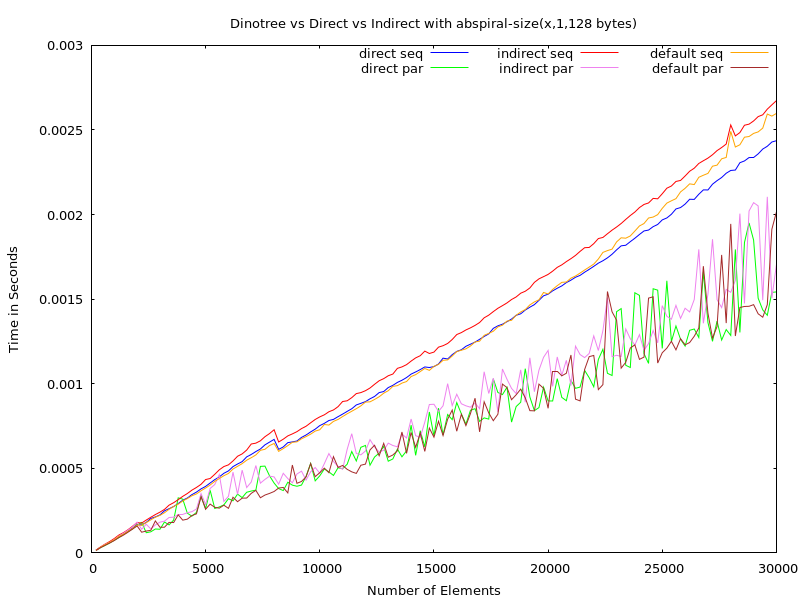 Dinotree vs Direct vs Indirect with abspiral-size(x,1,128 bytes)
0.003
0.0025
0.002
0.0015
0.001
0.0005
0
direct seq indirect seq default seq
direct par indirect par default par
Time in Seconds
0 5000 10000 15000 20000 25000 30000
Number of Elements